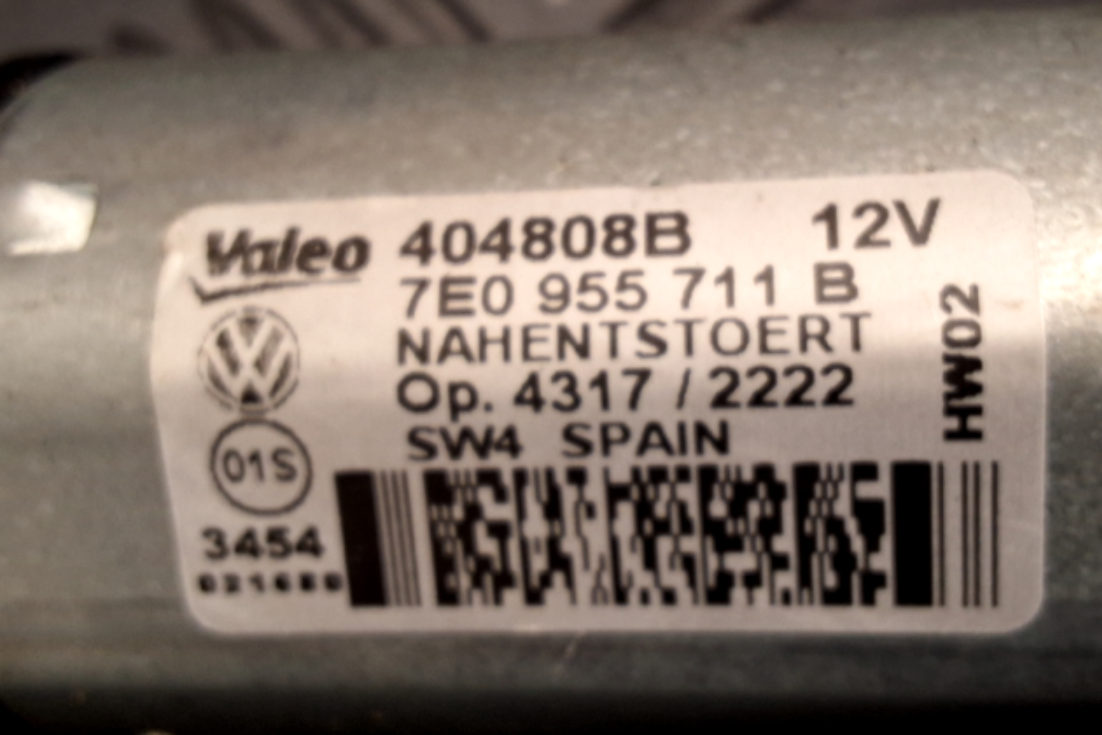 Valeo 404808B 12V
7E0 955 711 B
NAHENTSTOERT
Op. 4317 / 2222
SW4 SPAIN
HW02
01S
3454